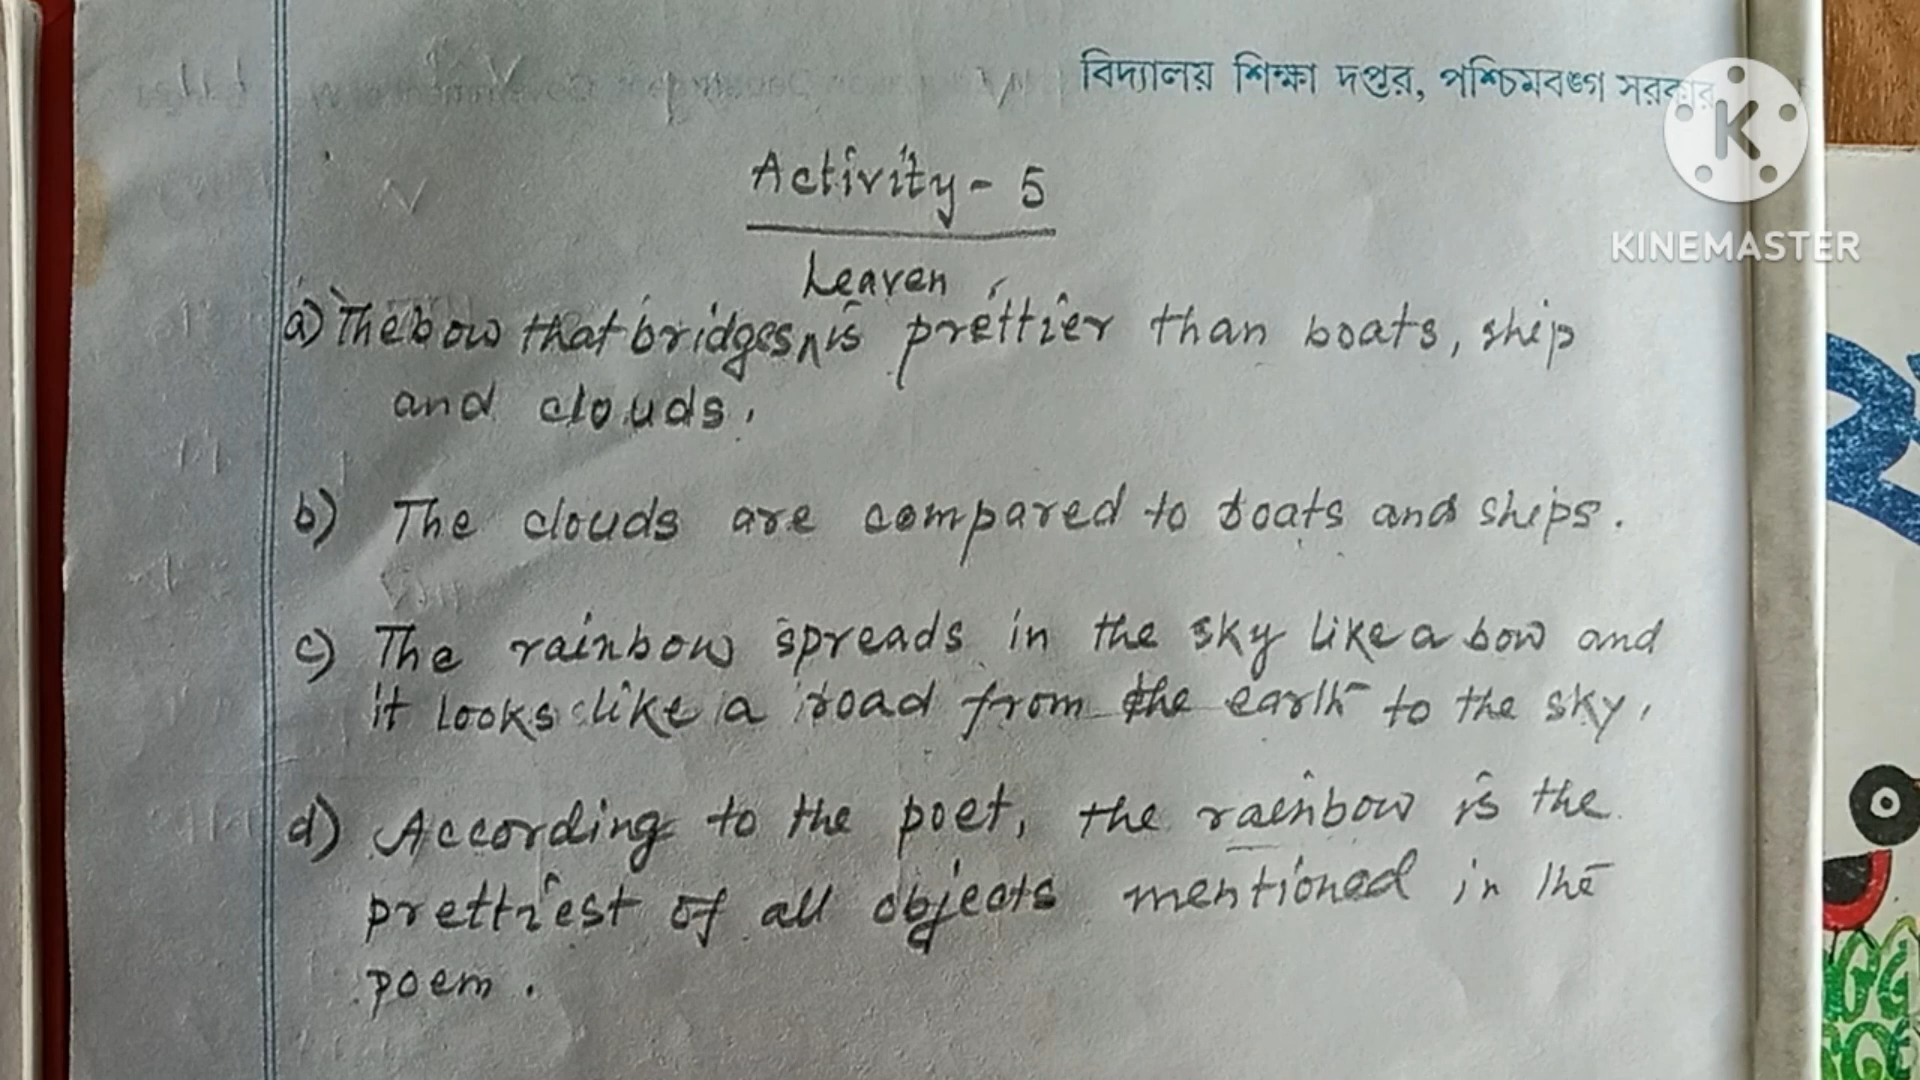 বিদ্যালয় শিক্ষা দপ্তর, পশ্চিমবঙ্গ সরকার
K
KINEMASTER
Activity - 5
heaven
a) The bow that bridges ^ is prettier than boats, ship
and clouds.
b) The clouds are compared to boats and ships.
c) The rainbow spreads in the sky like a bow and
it looks like a road from the earth to the sky.
d) According to the poet, the rainbow is the
prettiest of all objects mentioned in the
poem.